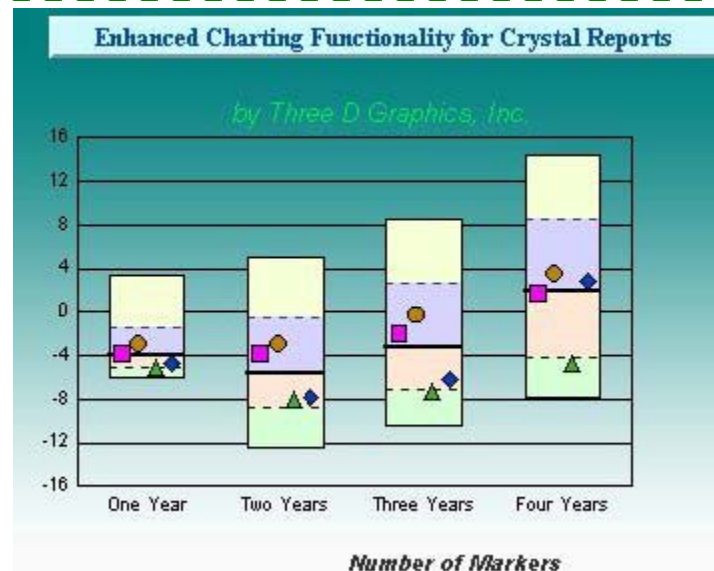 Enhanced Charting Functionality for Crystal Reports
by Three D Graphics, Inc.
16
12
8
4
0
-4
-8
-12
-16
One Year Two Years Three Years Four Years
Number of Markers